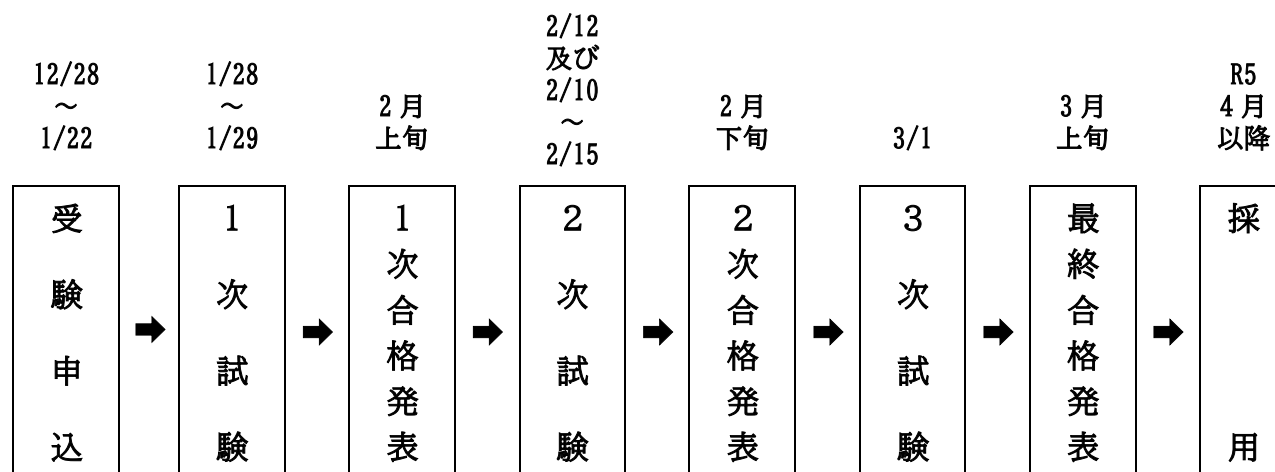 12/28
～
1/22
受験申込
1/28
～
1/29
1次試験
2月
上旬
1次合格発表
2/12
及び
2/10
～
2/15
2次試験
2月
下旬
2次合格発表
3/1
3次試験
3月
上旬
最終合格発表
R5
4月
以降
採用